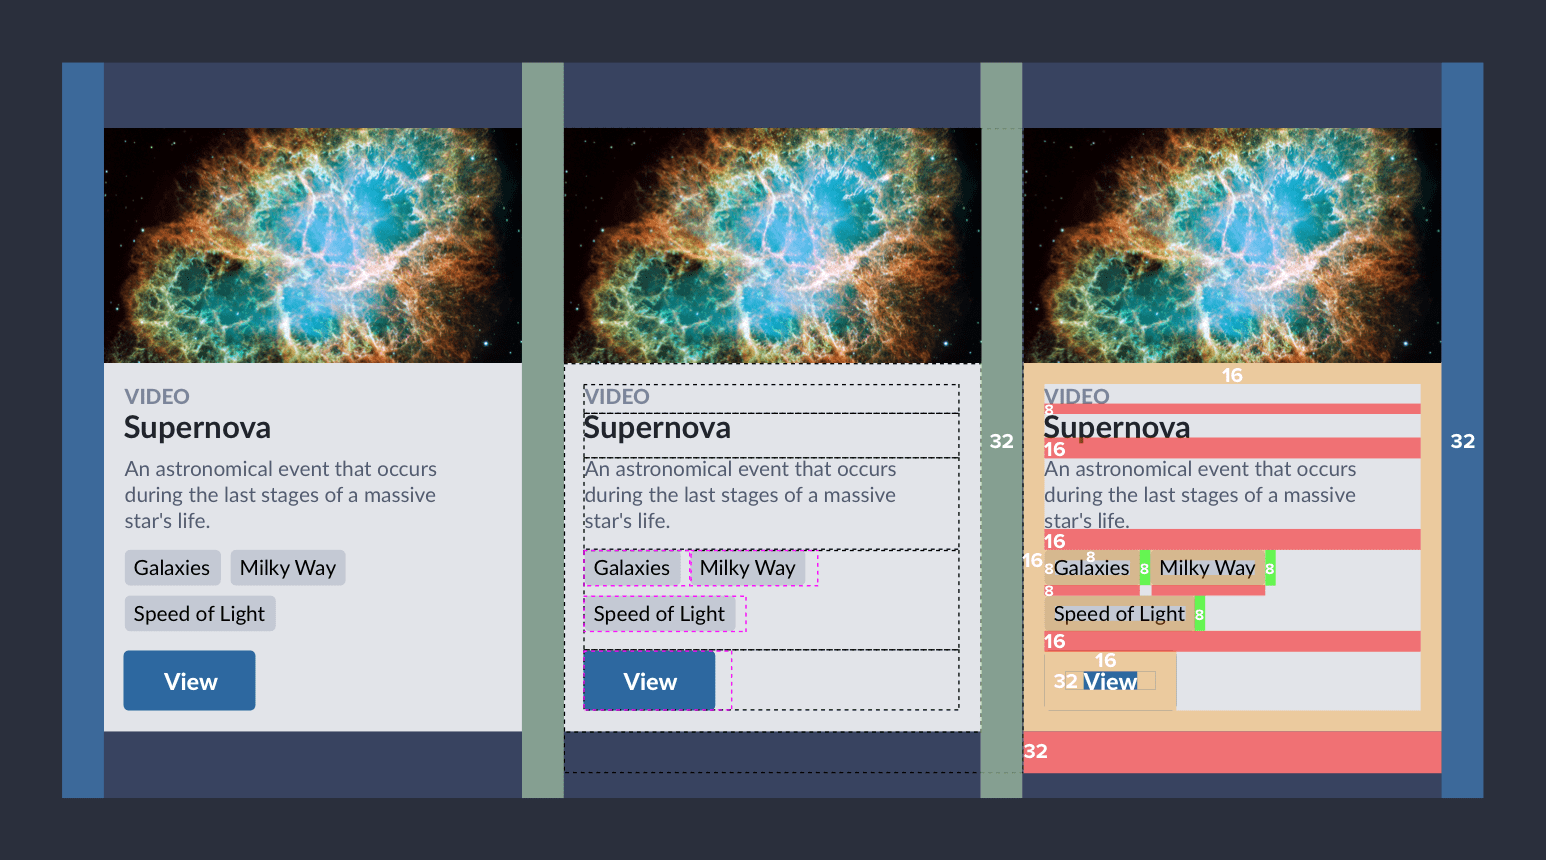 VIDEO
Supernova
An astronomical event that occurs
during the last stages of a massive
star's life.
Galaxies Milky Way
Speed of Light
View
VIDEO
Supernova
An astronomical event that occurs
during the last stages of a massive
star's life.
Galaxies Milky Way
Speed of Light
View
32
16
VIDEO
8
Supernova
16
An astronomical event that occurs
during the last stages of a massive
star's life.
16
16 8
8 Galaxies 8 Milky Way 8
8
Speed of Light 8
16
16
32 View
32
32